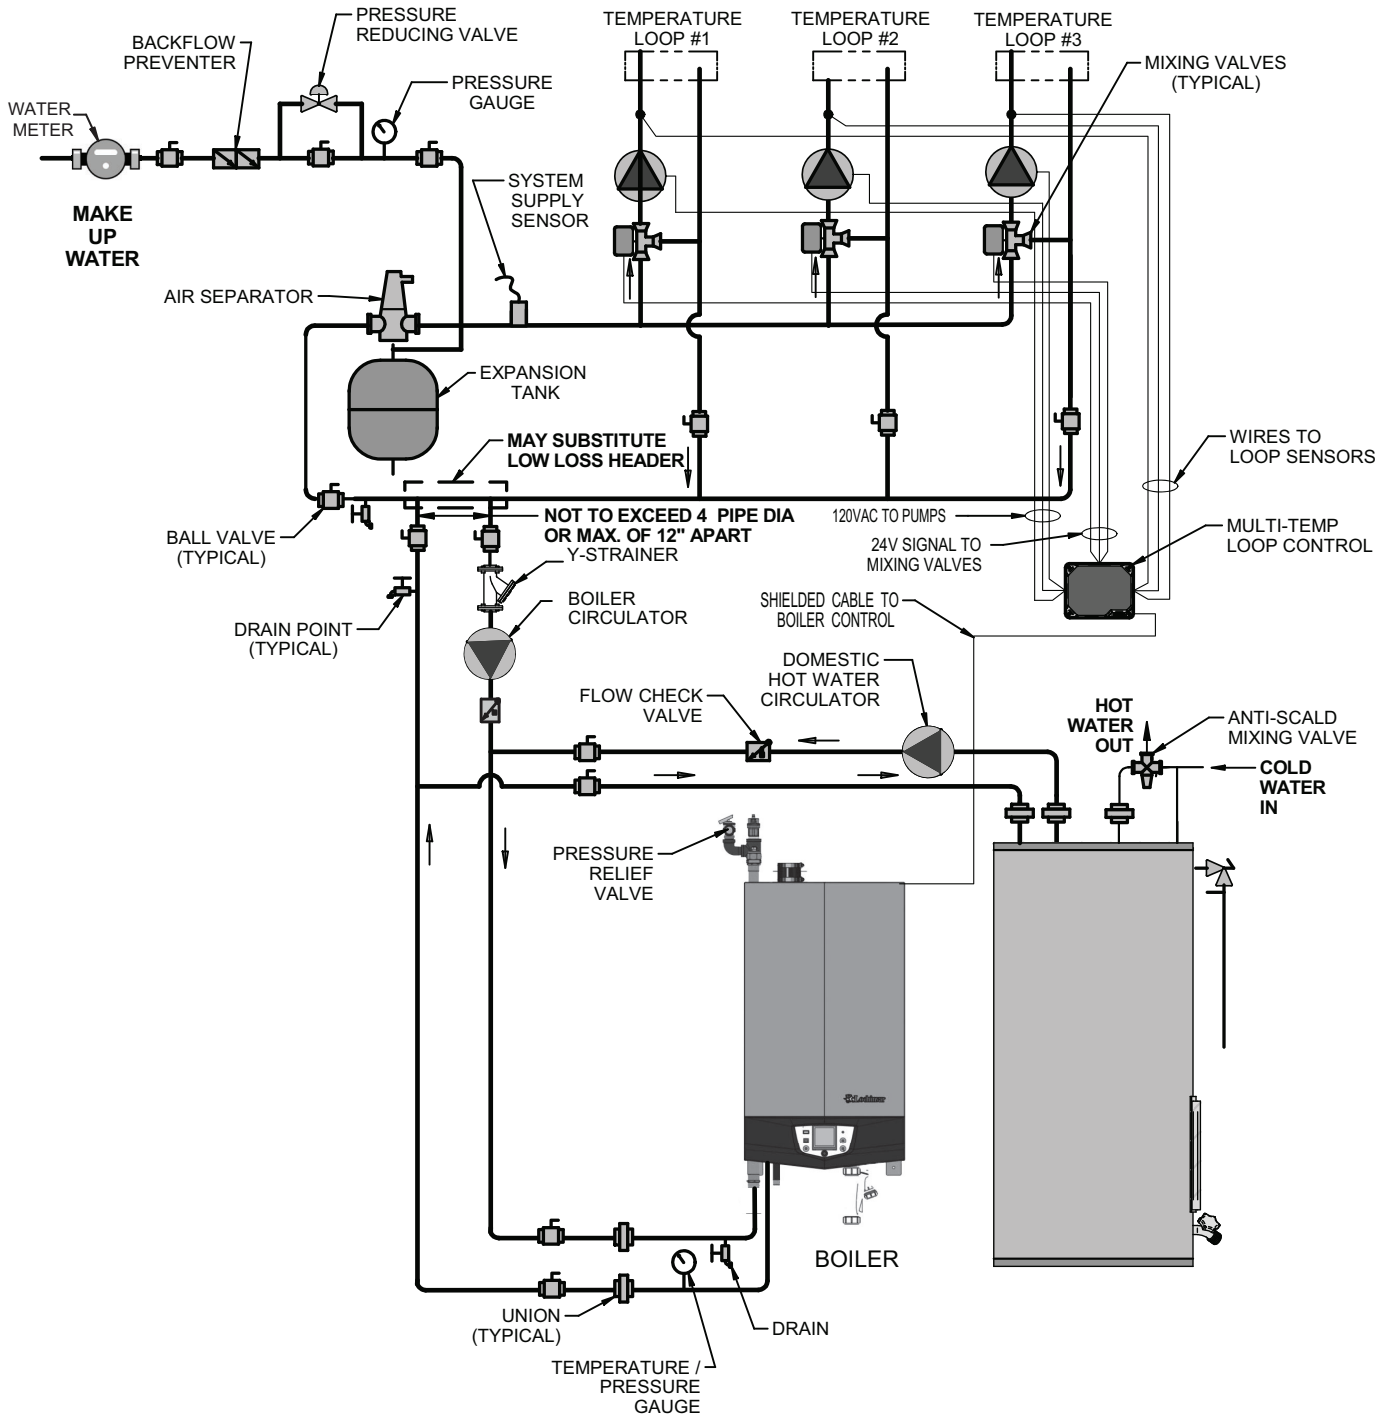 PRESSURE
REDUCING VALVE
BACKFLOW
PREVENTER
PRESSURE
GAUGE
WATER
METER
MAKE
UP
WATER
TEMPERATURE
LOOP #1
TEMPERATURE
LOOP #2
TEMPERATURE
LOOP #3
MIXING VALVES
(TYPICAL)
SYSTEM
SUPPLY
SENSOR
AIR SEPARATOR
EXPANSION
TANK
MAY SUBSTITUTE
LOW LOSS HEADER
WIRES TO
LOOP SENSORS
BALL VALVE
(TYPICAL)
NOT TO EXCEED 4 PIPE DIA
OR MAX. OF 12" APART
120VAC TO PUMPS
24V SIGNAL TO
MIXING VALVES
MULTI-TEMP
LOOP CONTROL
Y-STRAINER
BOILER
CIRCULATOR
SHIELDED CABLE TO
BOILER CONTROL
DRAIN POINT
(TYPICAL)
DOMESTIC
HOT WATER
CIRCULATOR
FLOW CHECK
VALVE
HOT
WATER
OUT
ANTI-SCALD
MIXING VALVE
COLD
WATER
IN
PRESSURE
RELIEF
VALVE
Lochinvar
BOILER
UNION
(TYPICAL)
DRAIN
TEMPERATURE /
PRESSURE
GAUGE